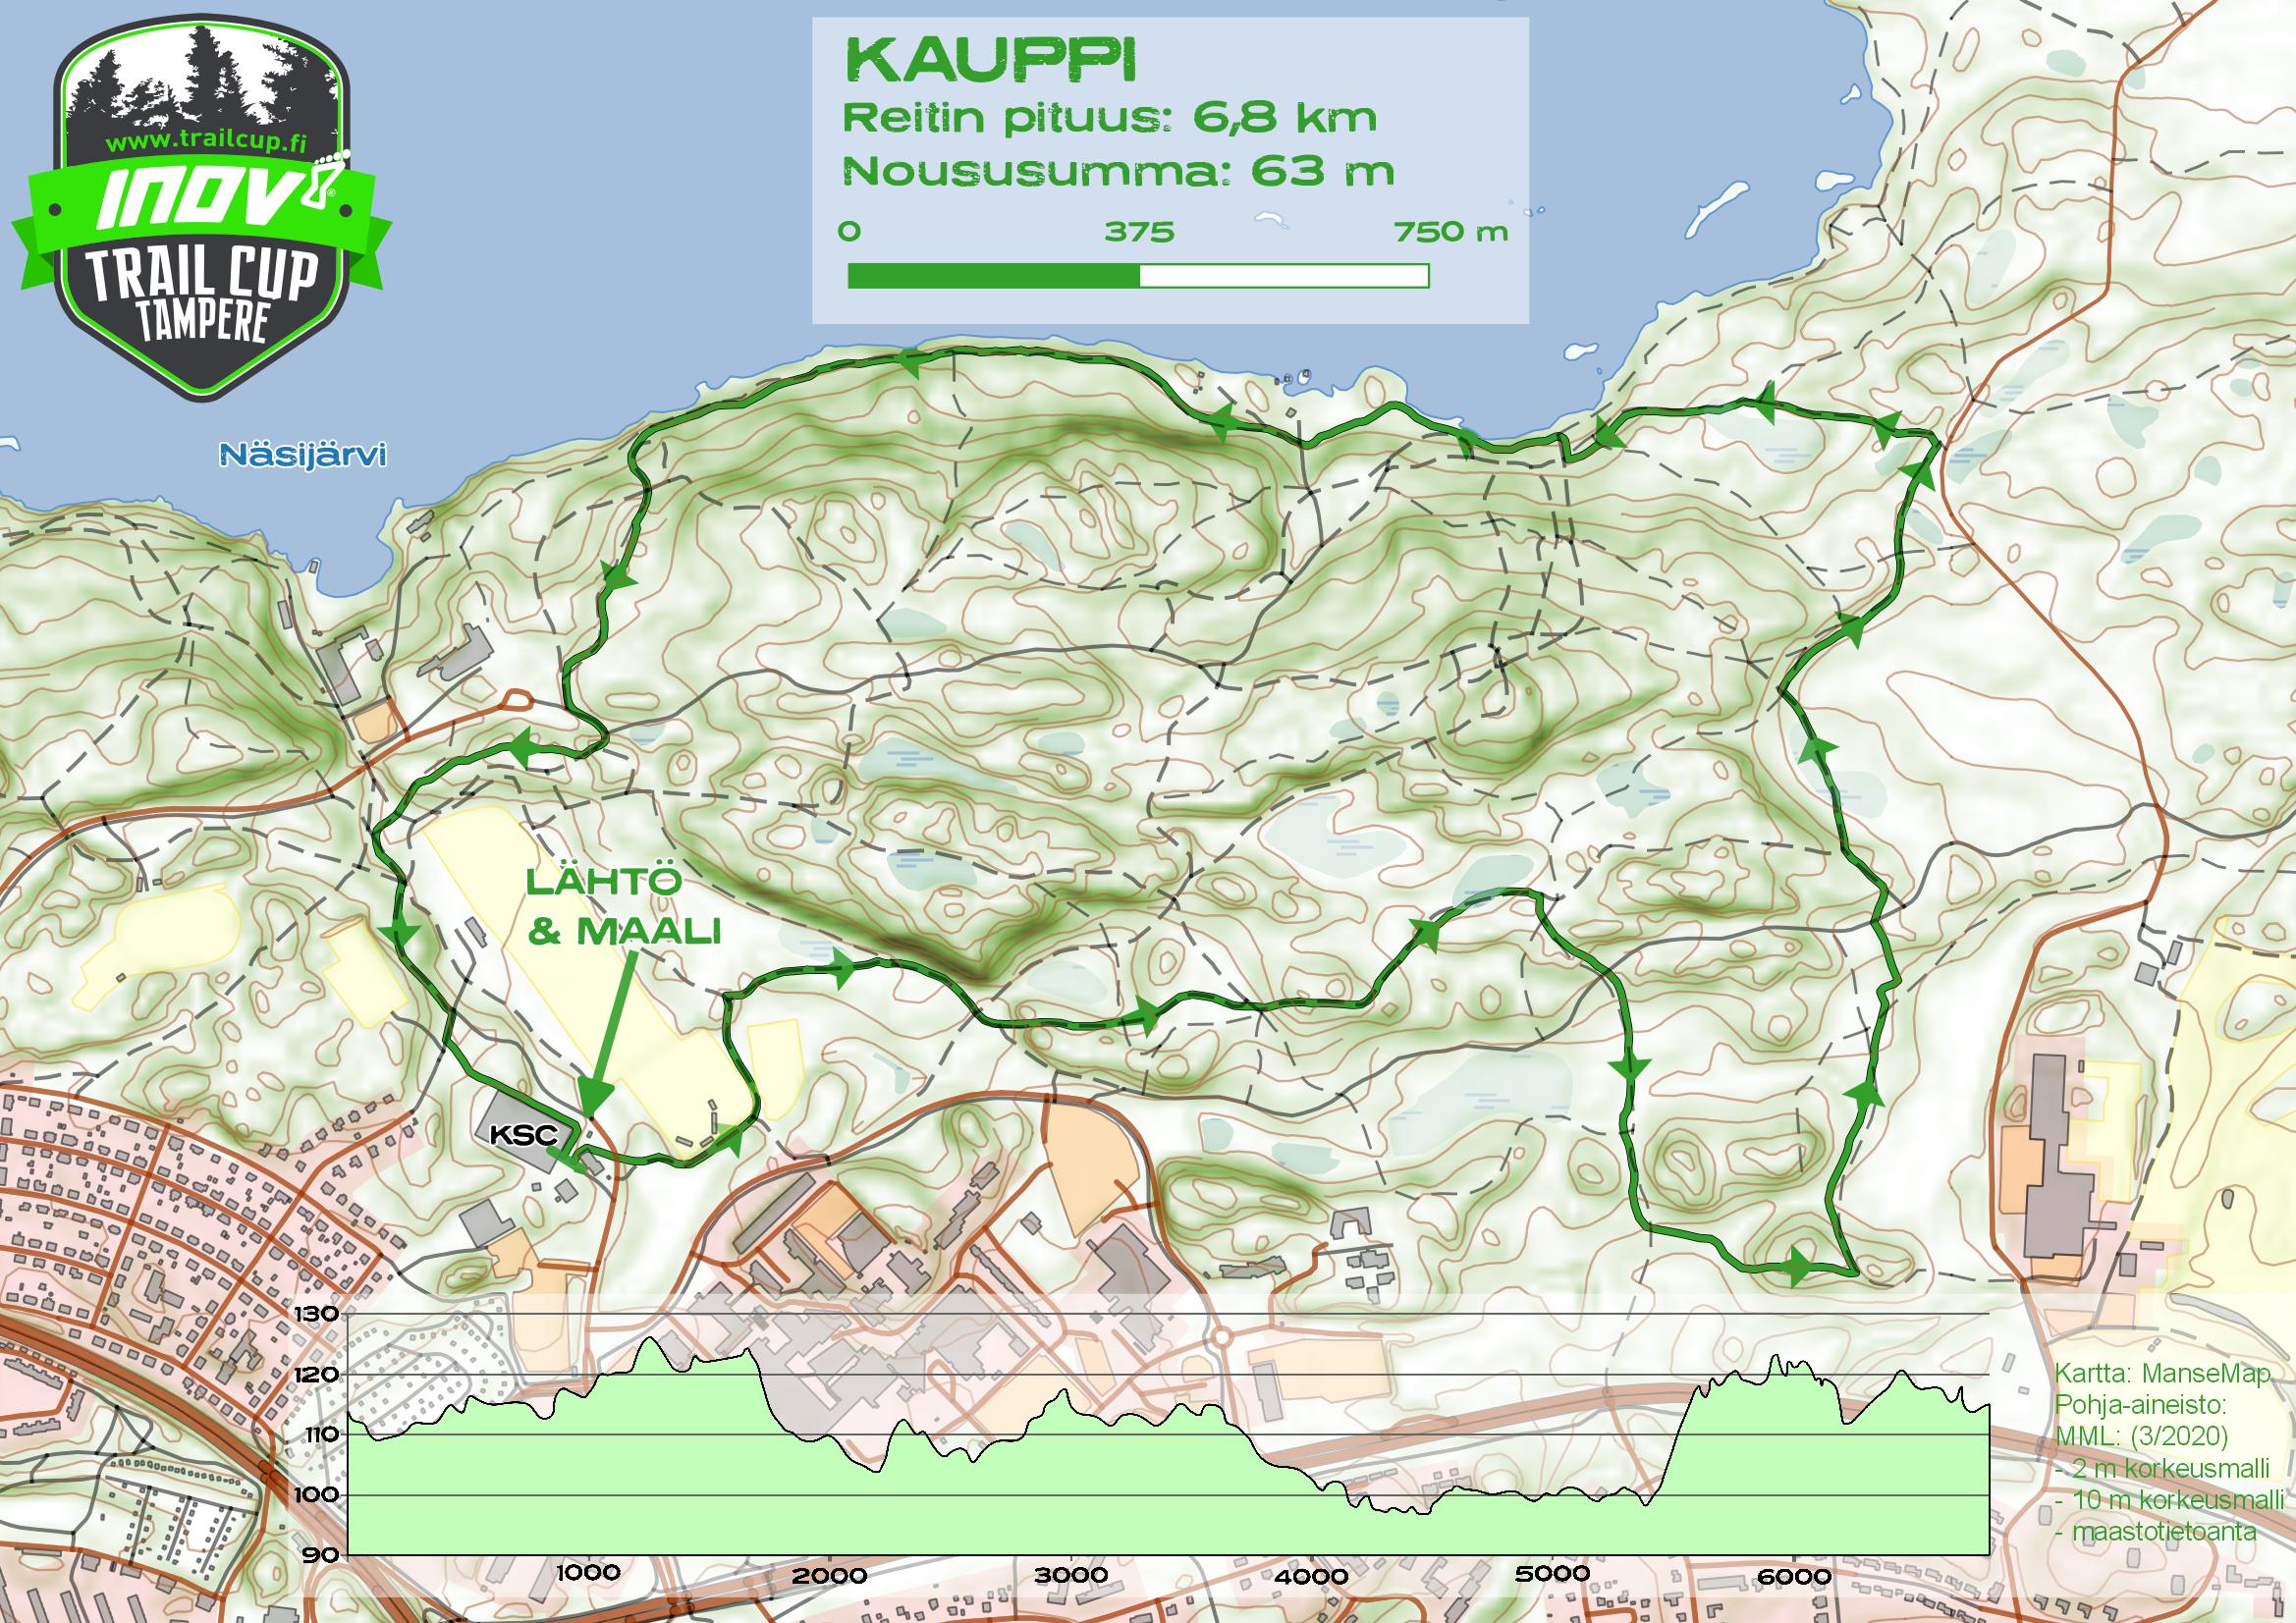 www.trailcup.fi
INOV8
TRAIL CUP
TAMPERE
KAUPPI
Reitin pituus: 6,8 km
Noususumma: 63 m
0 375 750 m
Näsijärvi
LÄHTÖ
& MAALI
KSC
130
120
110
100
90
1000 2000 3000 4000 5000 6000
Kartta: ManseMap
Pohja-aineisto:
MML: (3/2020)
- 2 m korkeusmalli
- 10 m korkeusmalli
- maastotietoanta